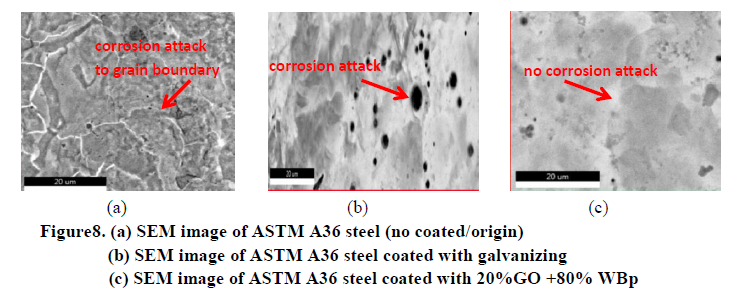 corrosion attack
to grain boundary
20 um
corrosion attack
20 um
no corrosion attack
20 um
(a)
(b)
(c)
Figure8. (a) SEM image of ASTM A36 steel (no coated/origin)
(b) SEM image of ASTM A36 steel coated with galvanizing
(c) SEM image of ASTM A36 steel coated with 20%GO +80% WBp